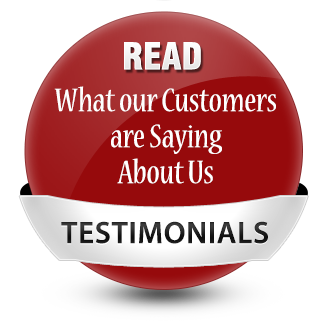 READ
What our Customers
are Saying
About Us
TESTIMONIALS